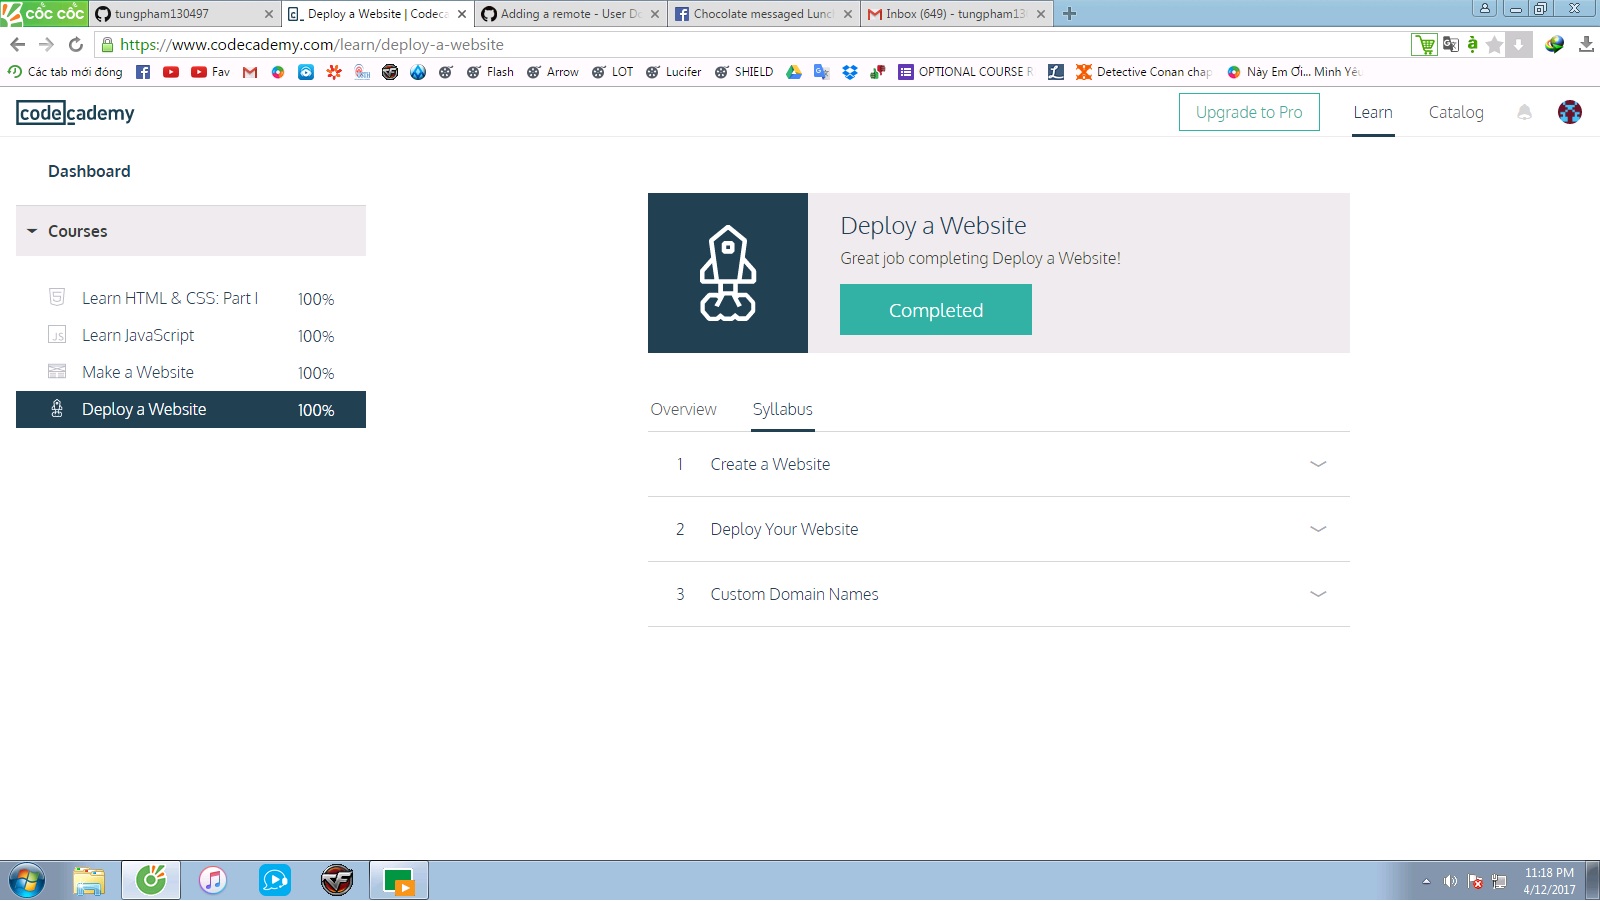 cốc cốc
tungpham130497
Deploy a Website | Codeca
Adding a remote - User Do
Chocolate messaged Lunc
Inbox (649) - tungpham13
https://www.codecademy.com/learn/deploy-a-website
Các tab mới đóng
Fav
Flash
Arrow
LOT
Lucifer
SHIELD
OPTIONAL COURSE R
Detective Conan chap
Này Em Ơi... Mình Yêu
codecademy
Upgrade to Pro
Learn
Catalog
Dashboard
Courses
Learn HTML & CSS: Part I 100%
JS Learn JavaScript 100%
Make a Website 100%
Deploy a Website 100%
Deploy a Website
Great job completing Deploy a Website!
Completed
Overview
Syllabus
1 Create a Website
2 Deploy Your Website
3 Custom Domain Names
11:18 PM
4/12/2017